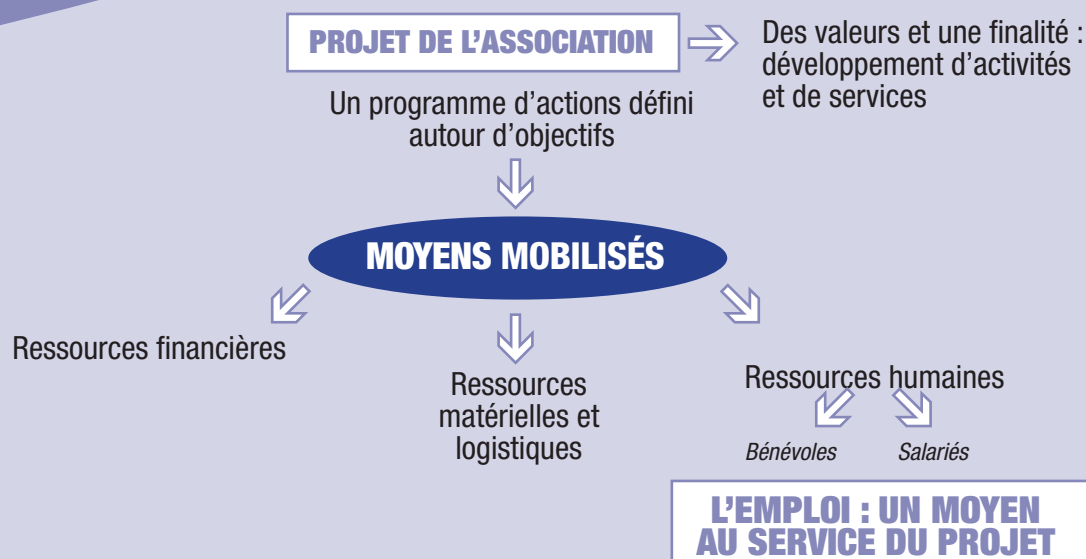 PROJET DE L’ASSOCIATION
Des valeurs et une finalité :
développement d’activités
et de services
Un programme d’actions défini
autour d’objectifs
MOYENS MOBILISÉS
Ressources financières
Ressources
matérielles et
logistiques
Ressources humaines
Bénévoles
Salariés
L’EMPLOI : UN MOYEN
AU SERVICE DU PROJET